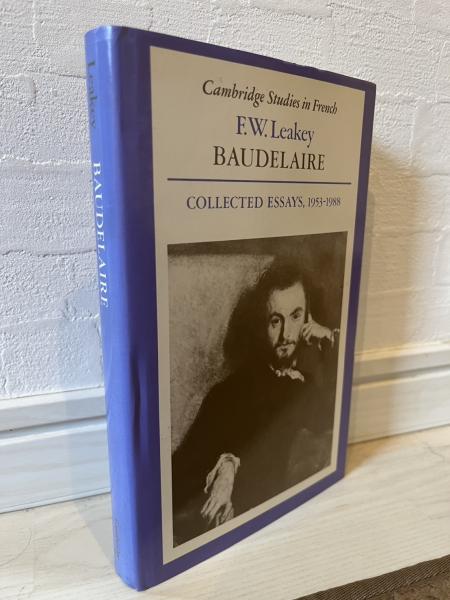 Cambridge Studies in French
F.W. Leakey
BAUDELAIRE
COLLECTED ESSAYS, 1953-1988
Leakey
BAUDELAIRE